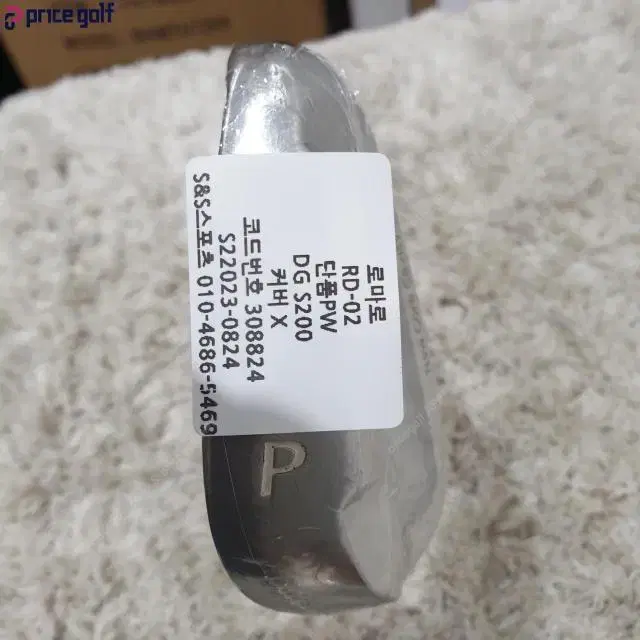 price golf
로마로
RD-02
단품PW
DG S200
커버 X
코드번호 308824
S22023-0824
S&S스포츠 010-4686-5469
P